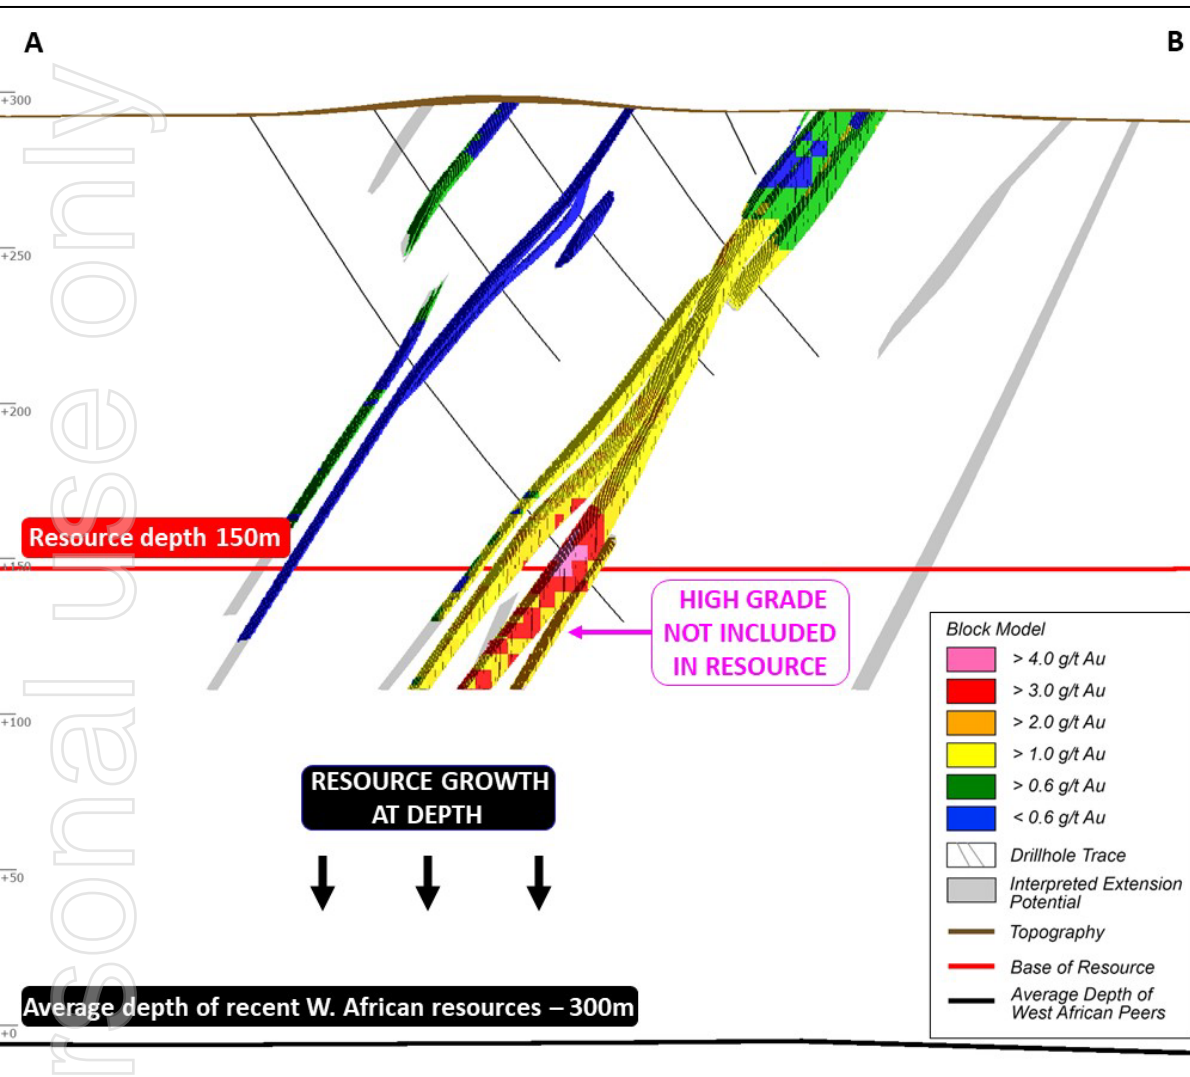 A
B
+300
+250
+200
Resource depth 150m
+150
HIGH GRADE
NOT INCLUDED
IN RESOURCE
Block Model
> 4.0 g/t Au
> 3.0 g/t Au
> 2.0 g/t Au
> 1.0 g/t Au
> 0.6 g/t Au
< 0.6 g/t Au
Drillhole Trace
Interpreted Extension
Potential
Topography
Base of Resource
Average Depth of
West African Peers
+100
RESOURCE GROWTH
AT DEPTH
+50
Average depth of recent W. African resources – 300m
+0
rsonal use only